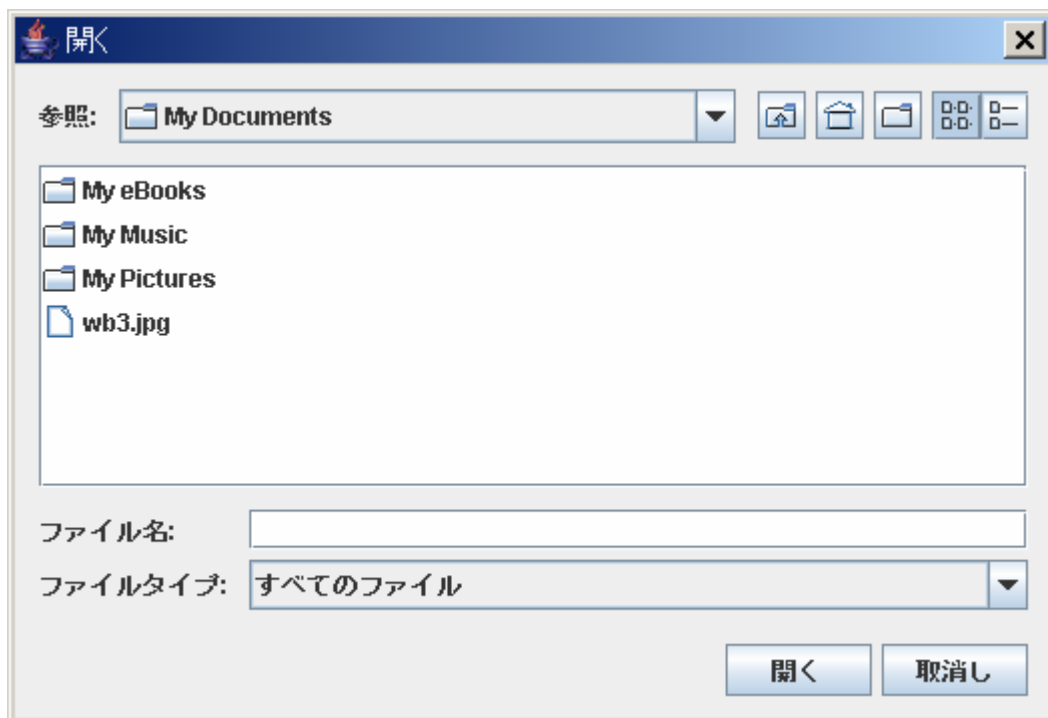 開く
参照: My Documents
My eBooks
My Music
My Pictures
wb3.jpg
ファイル名:
ファイルタイプ: すべてのファイル
開く 取消し